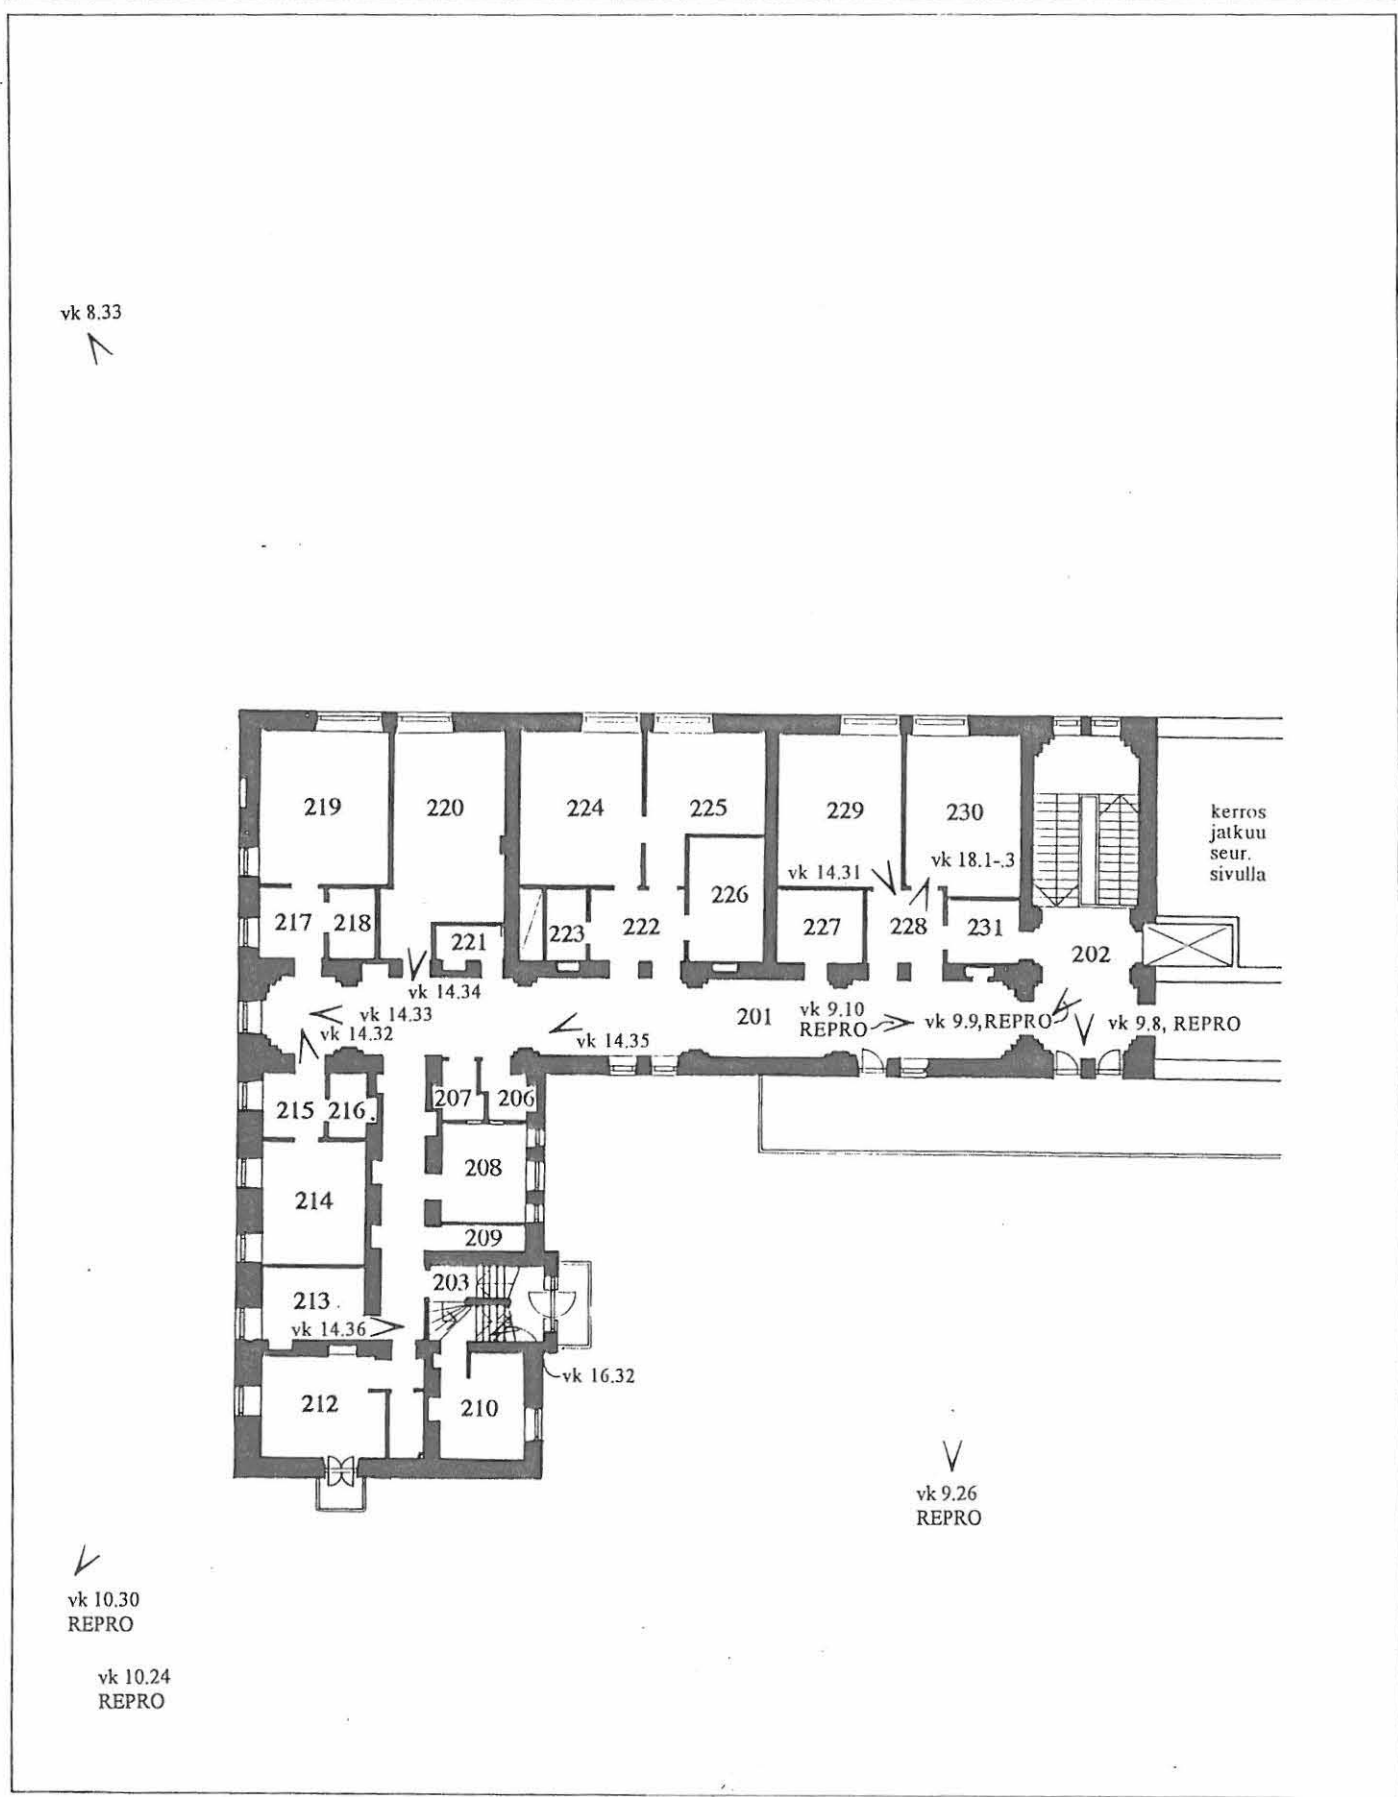 vk 8.33
219
220
224
225
229
230
kerros
jatkuu
seur.
sivulla
vk 14.31
vk 18.1-.3
217
218
221
223
222
226
227
228
231
202
vk 14.34
vk 14.33
vk 14.32
vk 14.35
201
vk 9.10
REPRO
vk 9.9, REPRO
vk 9.8, REPRO
215
216
207
206
208
214
209
203
213
vk 14.36
vk 16.32
212
210
vk 9.26
REPRO
vk 10.30
REPRO
vk 10.24
REPRO